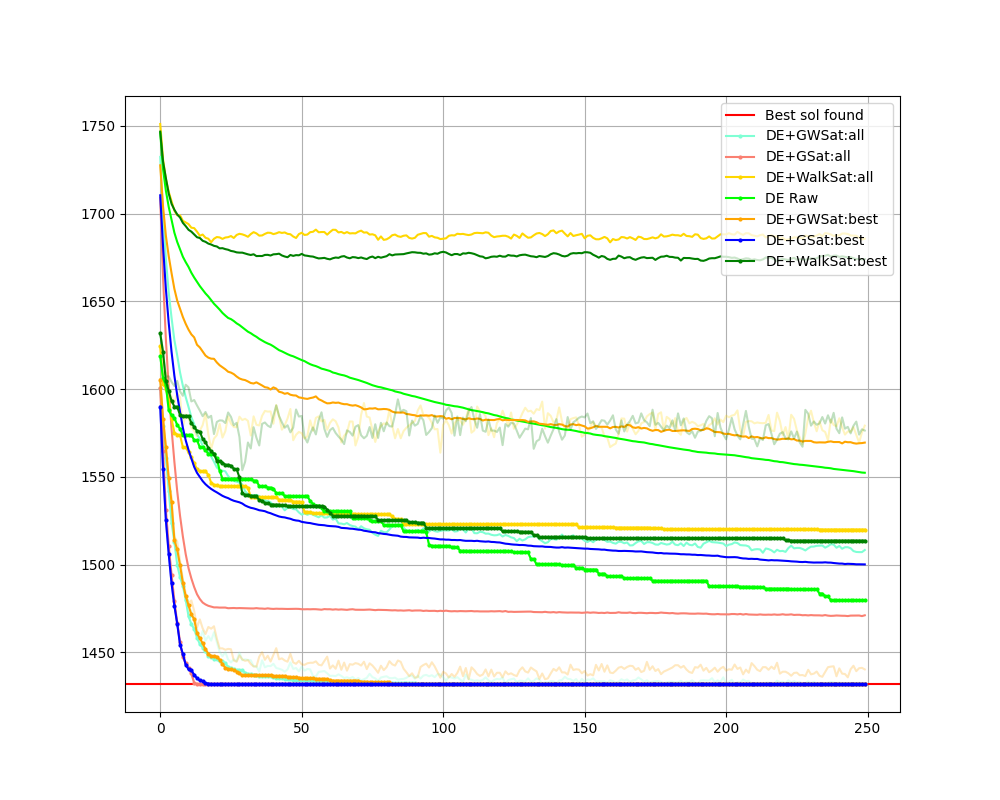 1750
1700
1650
1600
1550
1500
1450
0
50
100
150
200
250
Best sol found
DE+GWSat:all
DE+GSat:all
DE+WalkSat:all
DE Raw
DE+GWSat:best
DE+GSat:best
DE+WalkSat:best